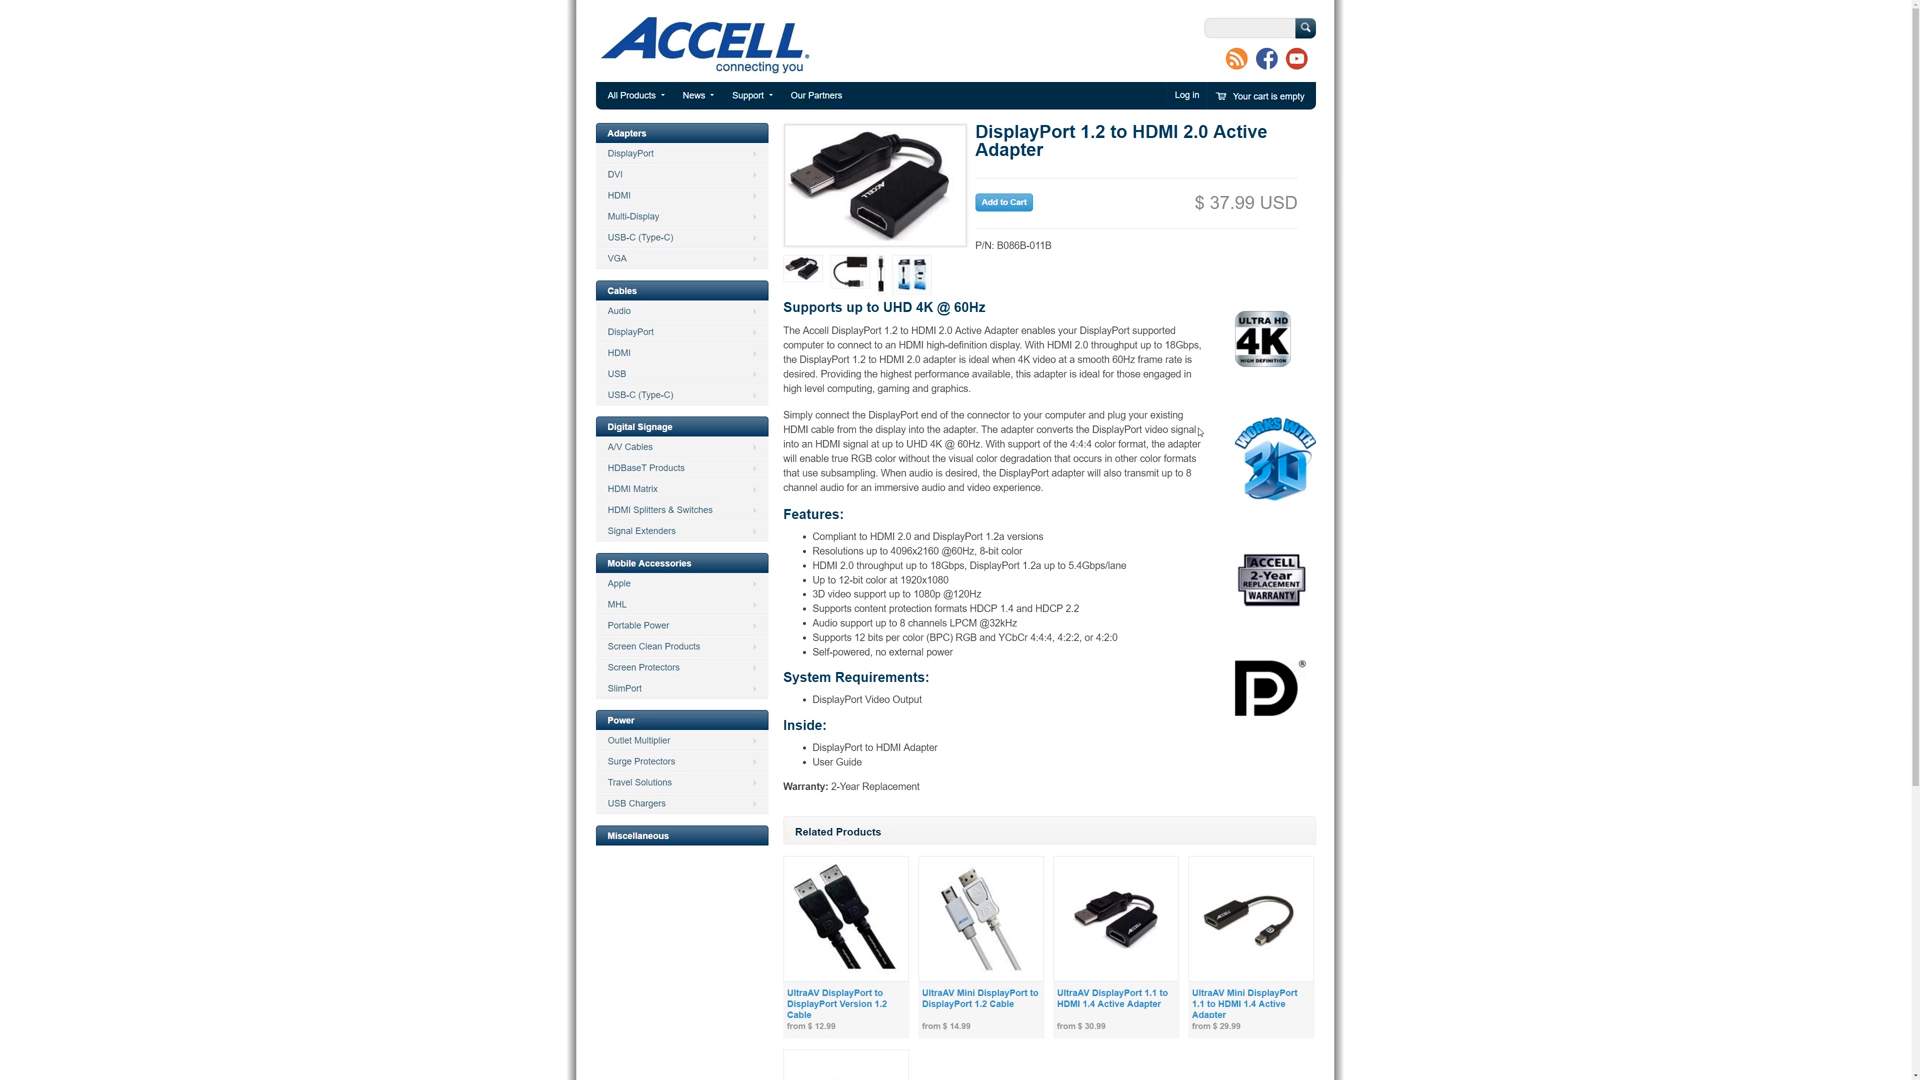 ACCELL
connecting you
All Products
News
Support
Our Partners
Log in
Your cart is empty
Adapters
DisplayPort
DVI
HDMI
Multi-Display
USB-C (Type-C)
VGA
Cables
Audio
DisplayPort
HDMI
USB
USB-C (Type-C)
Digital Signage
A/V Cables
HDBaseT Products
HDMI Matrix
HDMI Splitters & Switches
Signal Extenders
Mobile Accessories
Apple
MHL
Portable Power
Screen Clean Products
Screen Protectors
SlimPort
Power
Outlet Multiplier
Surge Protectors
Travel Solutions
USB Chargers
Miscellaneous
ACCELL
DisplayPort 1.2 to HDMI 2.0 Active
Adapter
Add to Cart
$ 37.99 USD
P/N: B086B-011B
Supports up to UHD 4K @ 60Hz
The Accell DisplayPort 1.2 to HDMI 2.0 Active Adapter enables your DisplayPort supported
computer to connect to an HDMI high-definition display. With HDMI 2.0 throughput up to 18Gbps,
the DisplayPort 1.2 to HDMI 2.0 adapter is ideal when 4K video at a smooth 60Hz frame rate is
desired. Providing the highest performance available, this adapter is ideal for those engaged in
high level computing, gaming and graphics.
Simply connect the DisplayPort end of the connector to your computer and plug your existing
HDMI cable from the display into the adapter. The adapter converts the DisplayPort video signal
into an HDMI signal at up to UHD 4K @ 60Hz. With support of the 4:4:4 color format, the adapter
will enable true RGB color without the visual color degradation that occurs in other color formats
that use subsampling. When audio is desired, the DisplayPort adapter will also transmit up to 8
channel audio for an immersive audio and video experience.
Features:
Compliant to HDMI 2.0 and DisplayPort 1.2a versions
Resolutions up to 4096x2160 @60Hz, 8-bit color
HDMI 2.0 throughput up to 18Gbps, DisplayPort 1.2a up to 5.4Gbps/lane
Up to 12-bit color at 1920x1080
3D video support up to 1080p @120Hz
Supports content protection formats HDCP 1.4 and HDCP 2.2
Audio support up to 8 channels LPCM @32kHz
Supports 12 bits per color (BPC) RGB and YCbCr 4:4:4, 4:2:2, or 4:2:0
Self-powered, no external power
System Requirements:
DisplayPort Video Output
Inside:
DisplayPort to HDMI Adapter
User Guide
Warranty: 2-Year Replacement
ULTRA HD
4K
HIGH DEFINITION
WORKS WITH
3D
ACCELL
2-Year
REPLACEMENT
WARRANTY
®
Related Products
ACCELL
ACCELL
ACCELL
UltraAV DisplayPort to
DisplayPort Version 1.2
Cable
from $ 12.99
UltraAV Mini DisplayPort to
DisplayPort 1.2 Cable
from $ 14.99
UltraAV DisplayPort 1.1 to
HDMI 1.4 Active Adapter
from $ 30.99
UltraAV Mini DisplayPort
1.1 to HDMI 1.4 Active
Adapter
from $ 29.99